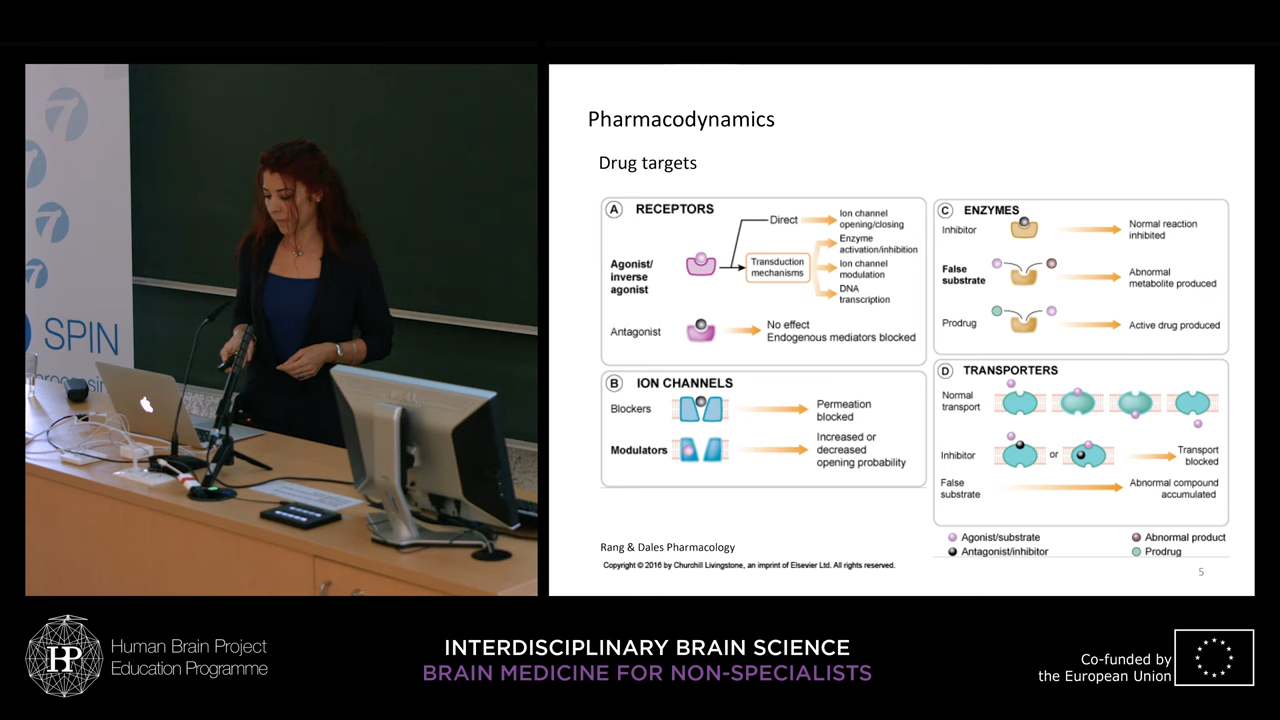 SPIN
Pharmacodynamics
Drug targets
A RECEPTORS
Agonist/
inverse
agonist
Direct
Ion channel
opening/closing
Transduction
mechanisms
Enzyme
activation/inhibition
Ion channel
modulation
DNA
transcription
Antagonist
No effect
Endogenous mediators blocked
B ION CHANNELS
Blockers
Permeation
blocked
Modulators
Increased or
decreased
opening probability
C ENZYMES
Inhibitor
Normal reaction
inhibited
False
substrate
Abnormal
metabolite produced
Prodrug
Active drug produced
D TRANSPORTERS
Normal
transport
Inhibitor
or
Transport
blocked
False
substrate
Abnormal compound
accumulated
Agonist/substrate
Abnormal product
Antagonist/inhibitor
Prodrug
Rang & Dales Pharmacology
Copyright © 2016 by Churchill Livingstone, an imprint of Elsevier Ltd. All rights reserved.
5
HBP
Human Brain Project
Education Programme
INTERDISCIPLINARY BRAIN SCIENCE
BRAIN MEDICINE FOR NON-SPECIALISTS
Co-funded by
the European Union